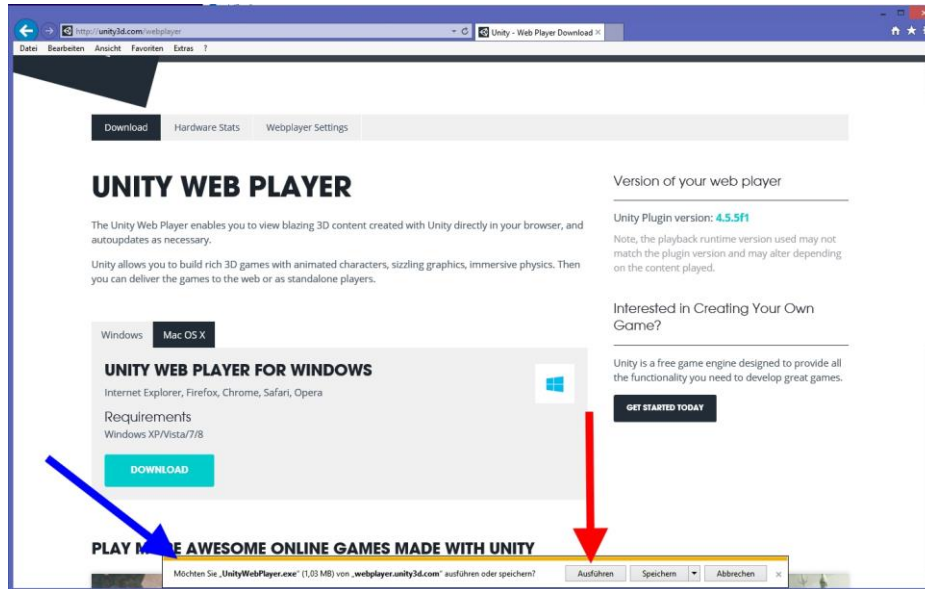 http://unity3d.com/webplayer
Unity - Web Player Download
Datei Bearbeiten Ansicht Favoriten Extras ?
Download Hardware Stats Webplayer Settings
UNITY WEB PLAYER
The Unity Web Player enables you to view blazing 3D content created with Unity directly in your browser, and
autoupdates as necessary.
Unity allows you to build rich 3D games with animated characters, sizzling graphics, immersive physics. Then
you can deliver the games to the web or as standalone players.
Windows Mac OS X
UNITY WEB PLAYER FOR WINDOWS
Internet Explorer, Firefox, Chrome, Safari, Opera
Requirements
Windows XP/Vista/7/8
DOWNLOAD
Version of your web player
Unity Plugin version: 4.5.5f1
Note, the playback runtime version used may not
match the plugin version and may alter depending
on the content played.
Interested in Creating Your Own
Game?
Unity is a free game engine designed to provide all
the functionality you need to develop great games.
GET STARTED TODAY
PLAY MORE AWESOME ONLINE GAMES MADE WITH UNITY
Möchten Sie „UnityWebPlayer.exe“ (1,03 MB) von „webplayer.unity3d.com“ ausführen oder speichern? Ausführen Speichern Abbrechen